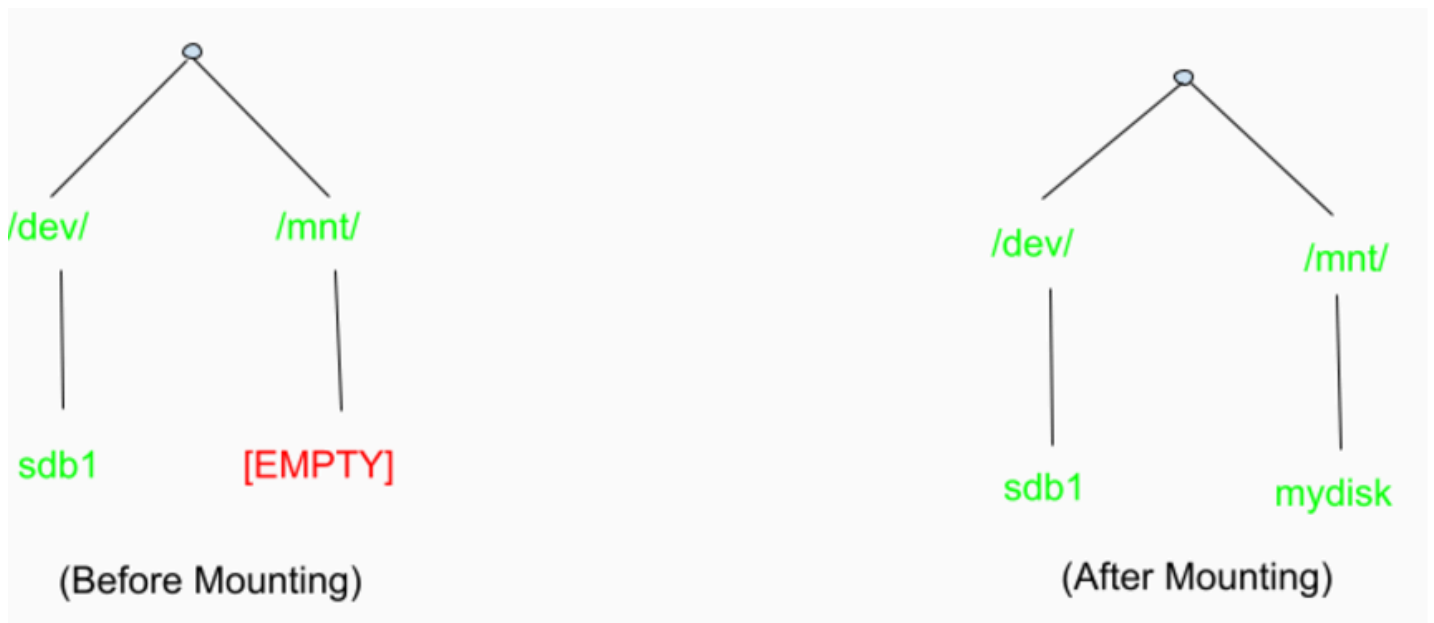 /dev/
/mnt/
sdb1
[EMPTY]
(Before Mounting)
/dev/
/mnt/
sdb1
mydisk
(After Mounting)